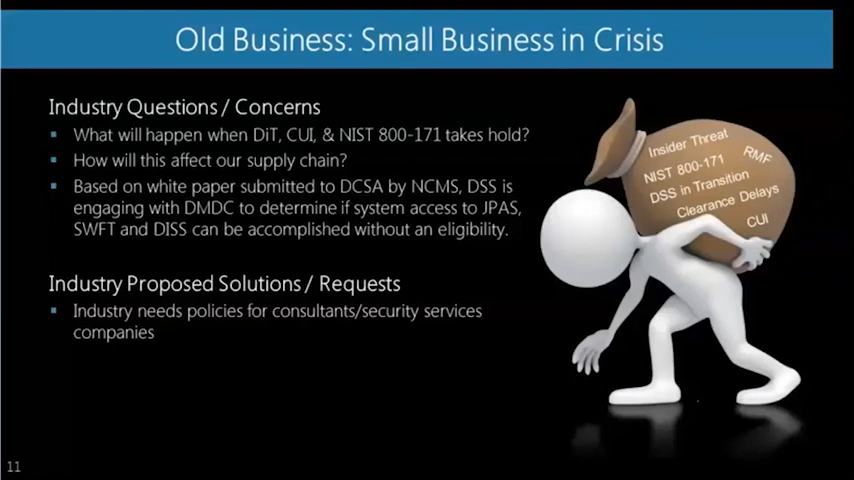 Old Business: Small Business in Crisis
Industry Questions / Concerns
What will happen when DiT, CUI, & NIST 800-171 takes hold?
How will this affect our supply chain?
Based on white paper submitted to DCSA by NCMS, DSS is
engaging with DMDC to determine if system access to JPAS,
SWFT and DISS can be accomplished without an eligibility.
Industry Proposed Solutions / Requests
Industry needs policies for consultants/security services
companies
Insider Threat
RMF
NIST 800-171
DSS in Transition
Clearance Delays
CUI
11